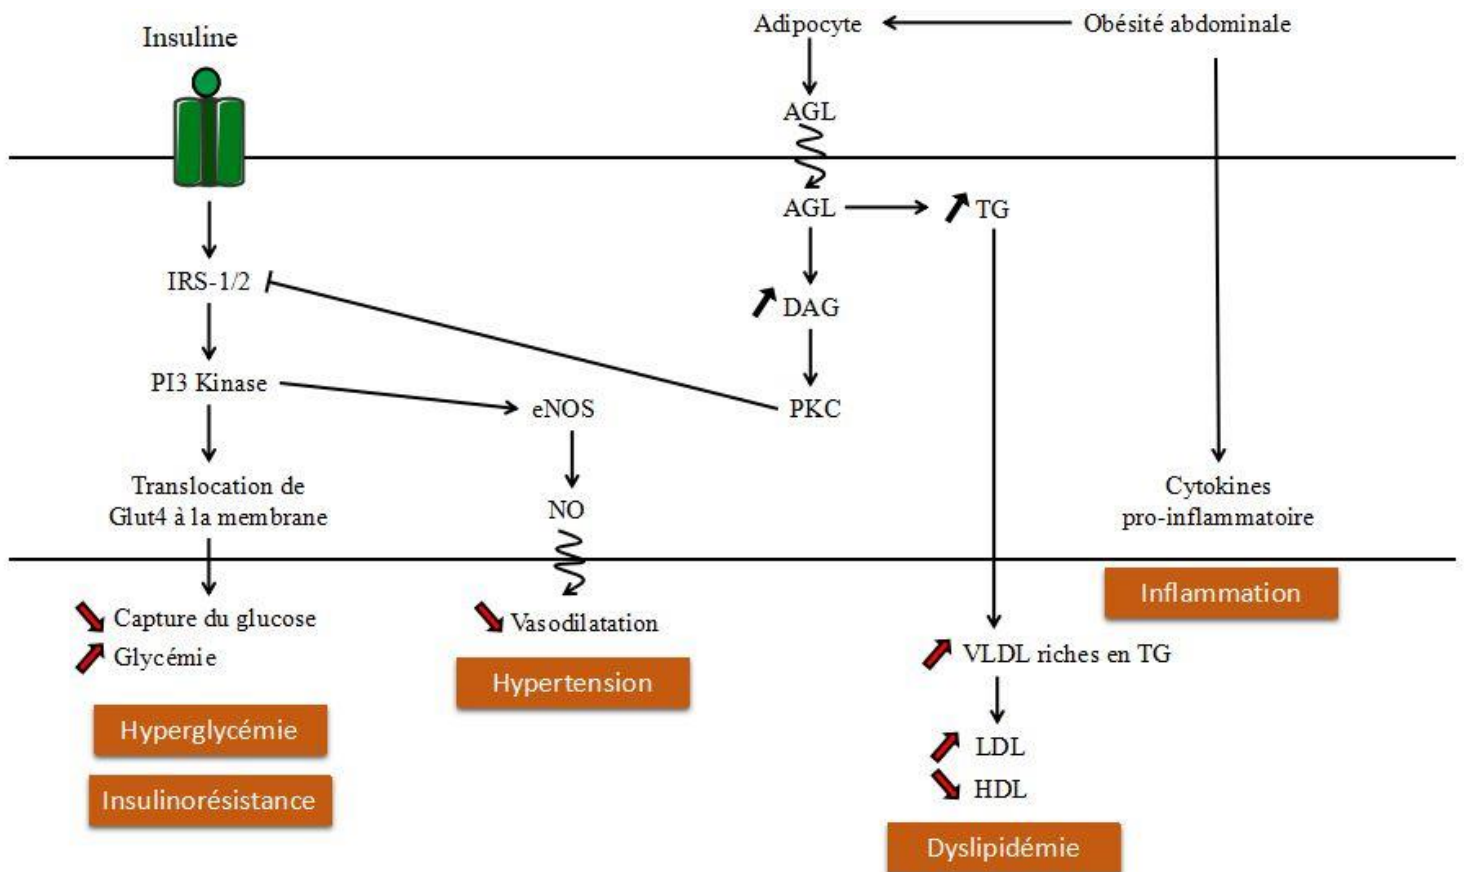 Insuline
Adipocyte
Obésité abdominale
AGL
AGL
TG
IRS-1/2
DAG
PI3 Kinase
eNOS
PKC
Translocation de
Glut4 à la membrane
NO
Cytokines
pro-inflammatoire
Capture du glucose
Glycémie
Vasodilatation
Inflammation
VLDL riches en TG
Hypertension
Hyperglycémie
LDL
HDL
Insulinorésistance
Dyslipidémie